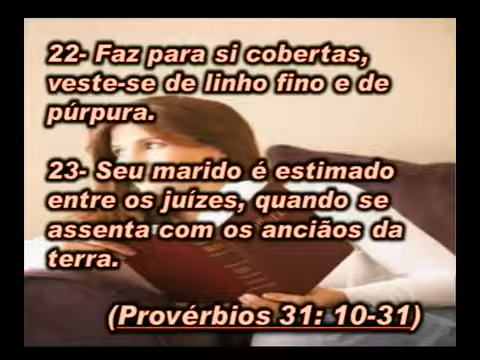 22- Faz para si cobertas,
veste-se de linho fino e de
púrpura.
23- Seu marido é estimado
entre os juízes, quando se
assenta com os anciãos da
terra.
(Provérbios 31: 10-31)